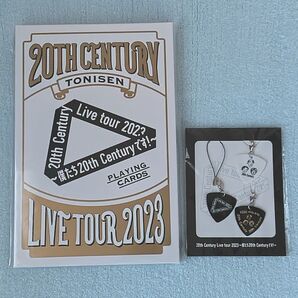 20TH CENTURY
TONISEN
20th Century
Live tour 2023
〜僕たち20th Centuryです!〜
PLAYING
CARDS
LIVE TOUR 2023
20th Century Live tour 2023〜僕たち20th Centuryです!〜